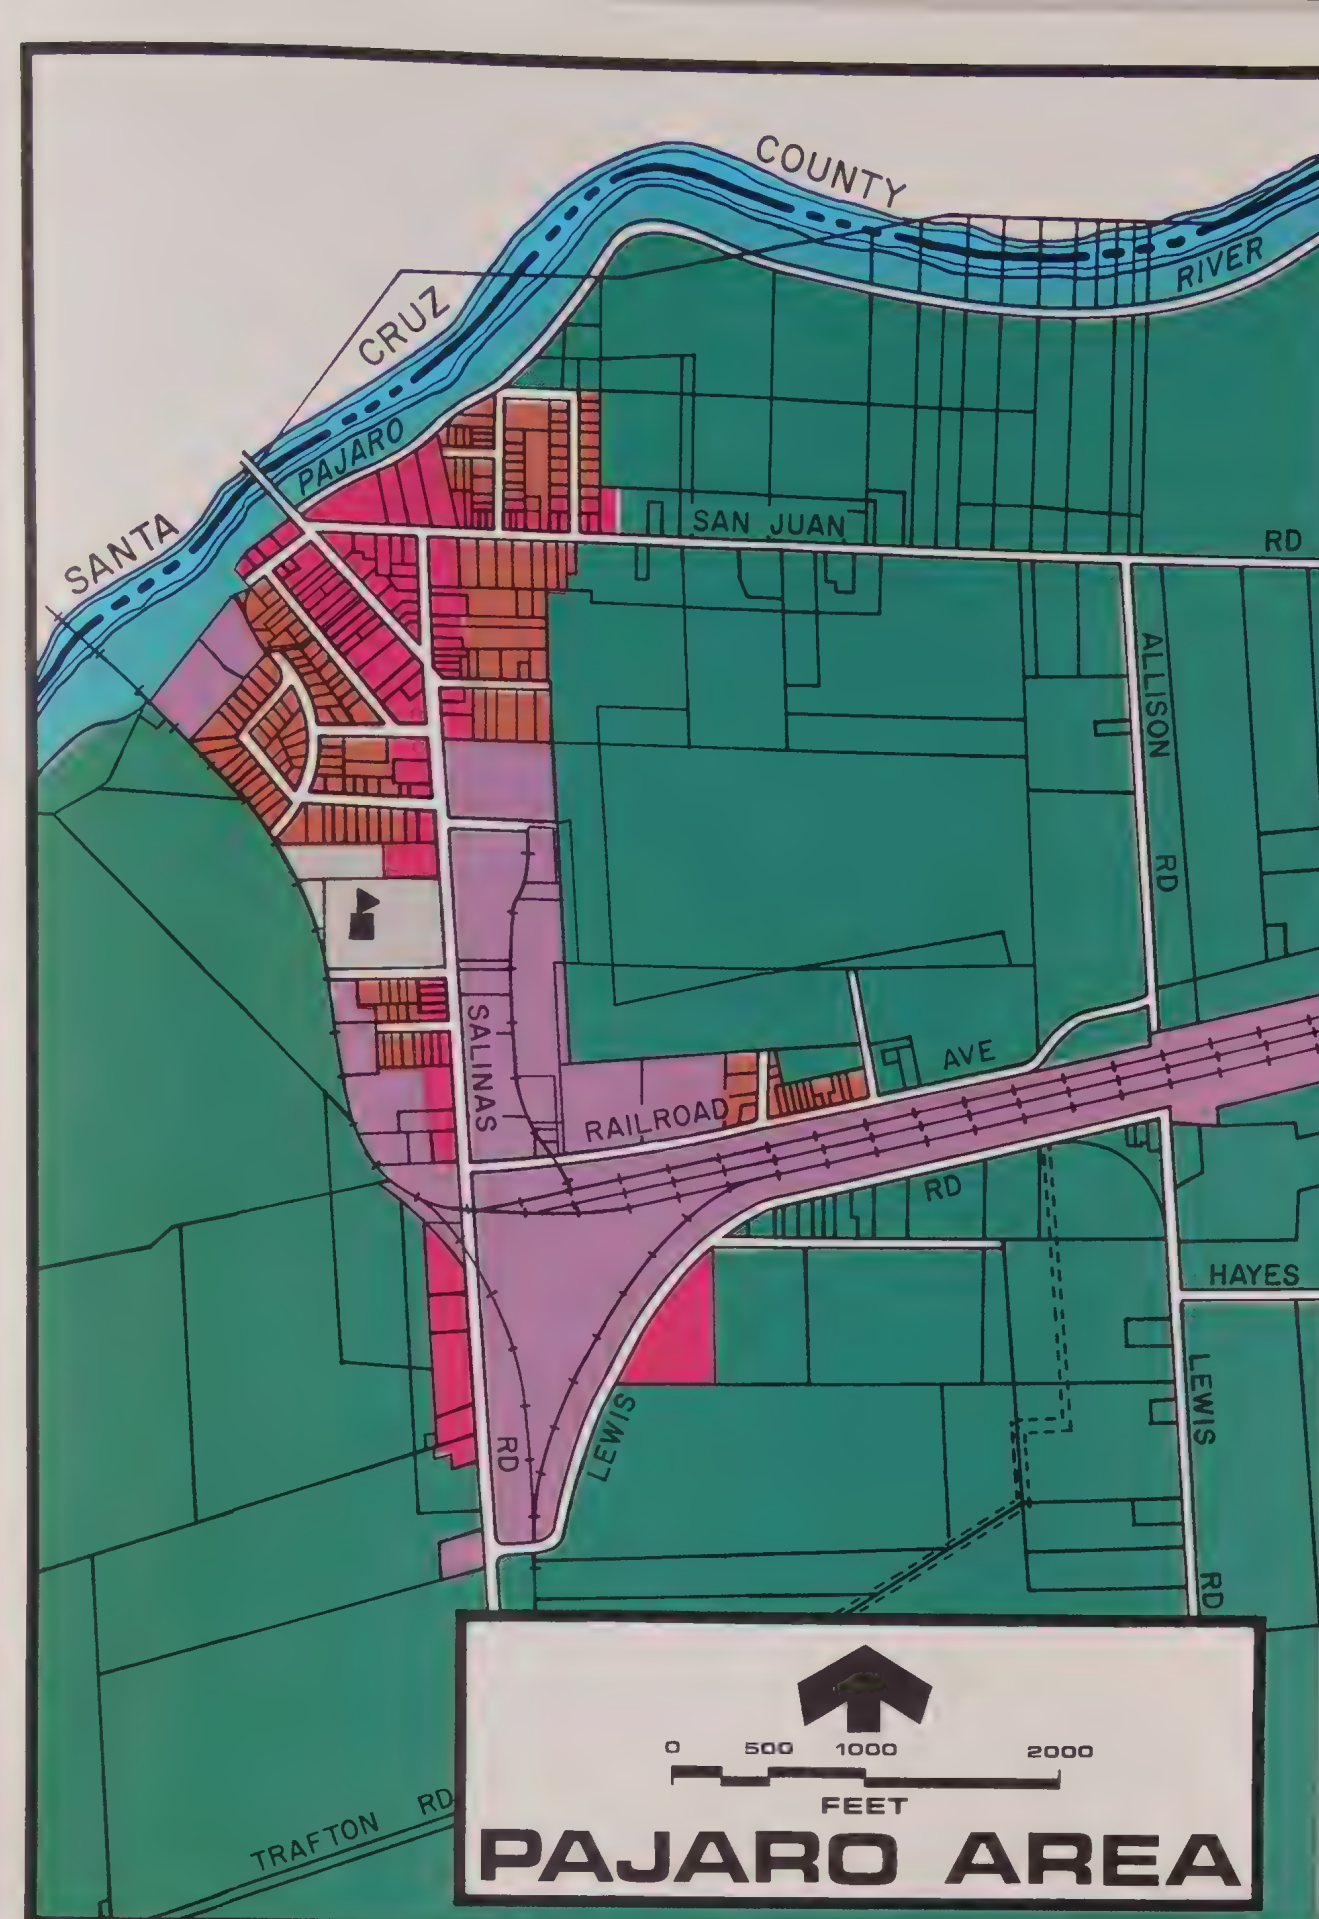 COUNTY
RIVER
CRUZ
PAJARO
SANTA
SAN JUAN
RD
ALLISON
RD
SALINAS
AVE
RAILROAD
RD
HAYES
LEWIS
LEWIS
RD
RD
0 500 1000 2000
FEET
TRAFTON RD
PAJARO AREA